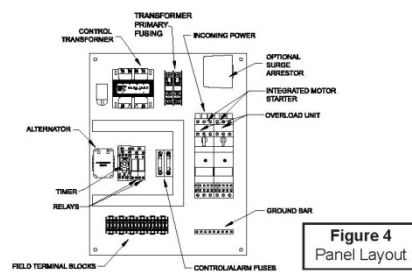 TRANSFORMER
PRIMARY
FUSING
CONTROL
TRANSFORMER
INCOMING POWER
OPTIONAL
SURGE
ARRESTOR
INTEGRATED MOTOR
STARTER
OVERLOAD UNIT
ALTERNATOR
TIMER
RELAYS
GROUND BAR
FIELD TERMINAL BLOCKS
CONTROL/ALARM FUSES
Figure 4
Panel Layout